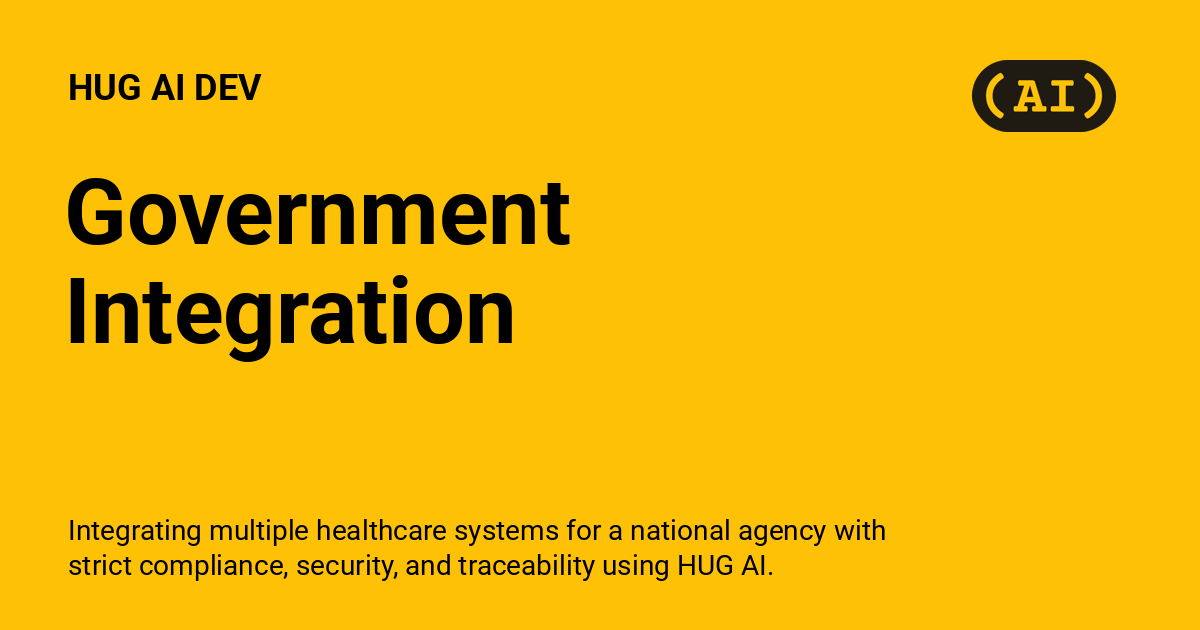 HUG AI DEV
(AI)
Government
Integration
Integrating multiple healthcare systems for a national agency with
strict compliance, security, and traceability using HUG AI.